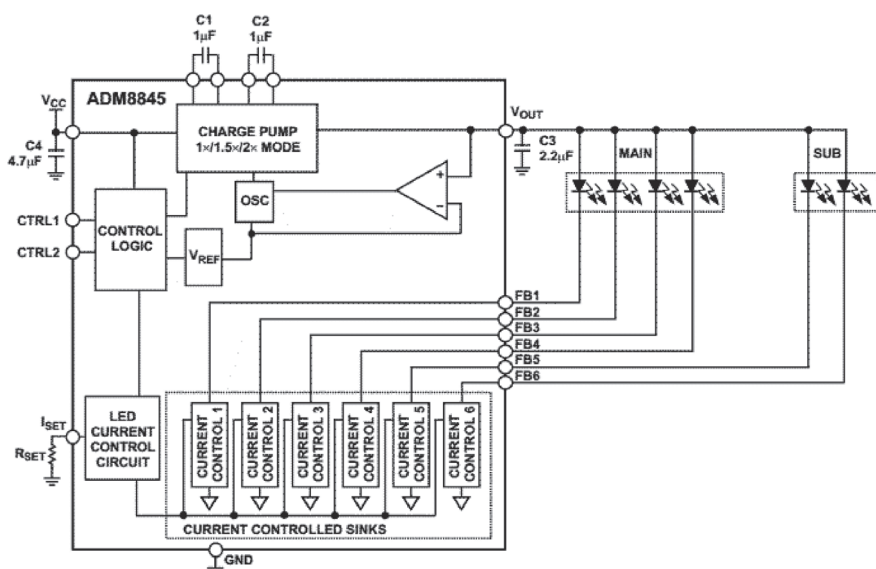 C1
1µF
C2
1µF
ADM8845
VCC
C4
4.7µF
CHARGE PUMP
1×/1.5×/2× MODE
VOUT
C3
2.2µF
MAIN
SUB
OSC
+
−
CTRL1
CTRL2
CONTROL
LOGIC
VREF
FB1
FB2
FB3
FB4
FB5
FB6
ISET
RSET
LED
CURRENT
CONTROL
CIRCUIT
CURRENT
CONTROL 1
CURRENT
CONTROL 2
CURRENT
CONTROL 3
CURRENT
CONTROL 4
CURRENT
CONTROL 5
CURRENT
CONTROL 6
CURRENT CONTROLLED SINKS
GND